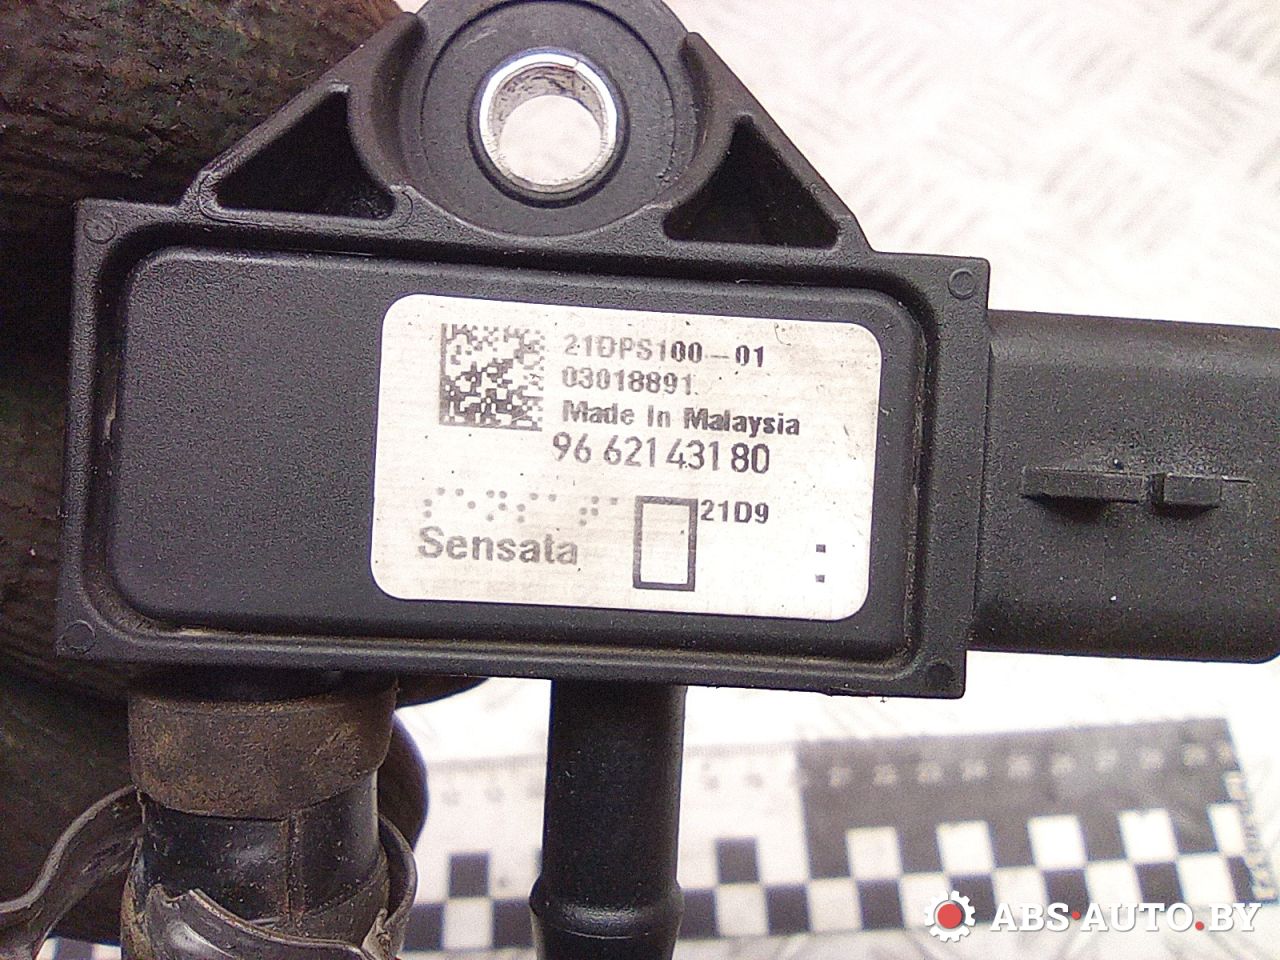 21DPS100-01
03018891
Made In Malaysia
96 621 431 80
21D9
Sensata
ABS-AUTO.BY